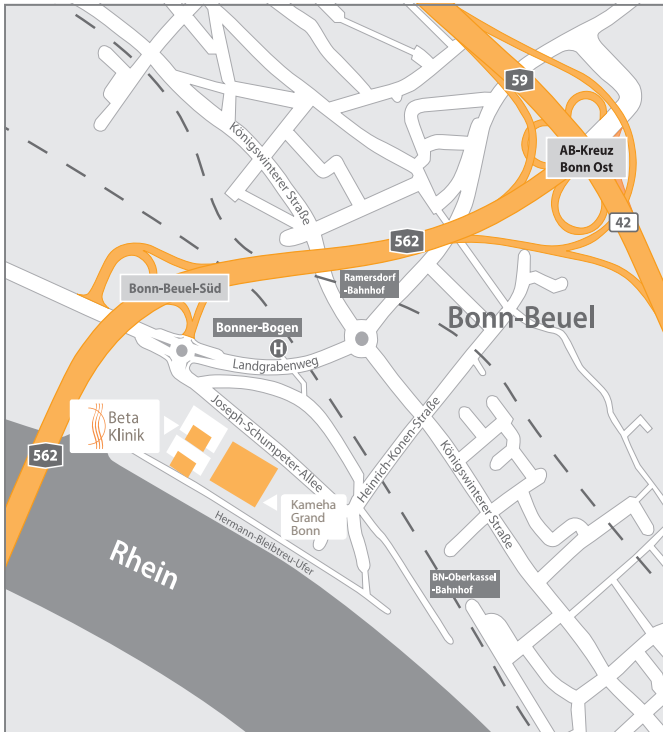 59
AB-Kreuz
Bonn Ost
Königswinterer Straße
42
562
Bonn-Beuel-Süd
Ramersdorf
-Bahnhof
Bonn-Beuel
Bonner-Bogen
H
Landgrabenweg
Beta
Klinik
Joseph-Schumpeter-Allee
Heinrich-Konen-Straße
Königswinterer Straße
562
Kameha
Grand
Bonn
Hermann-Bleibtreu-Ufer
Rhein
BN-Oberkassel
-Bahnhof